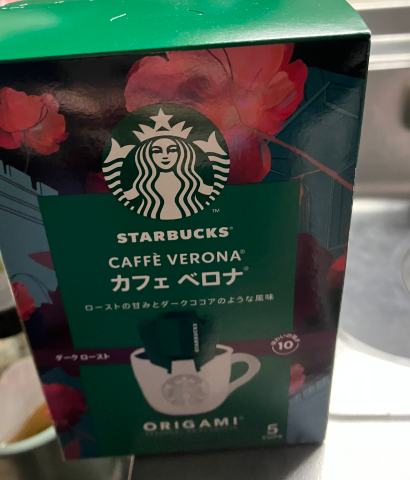 STARBUCKS®
CAFFÈ VERONA®
カフェ ベロナ®
ローストの甘みとダークココアのような風味
10
ダーク ロースト
ORIGAMI®
5